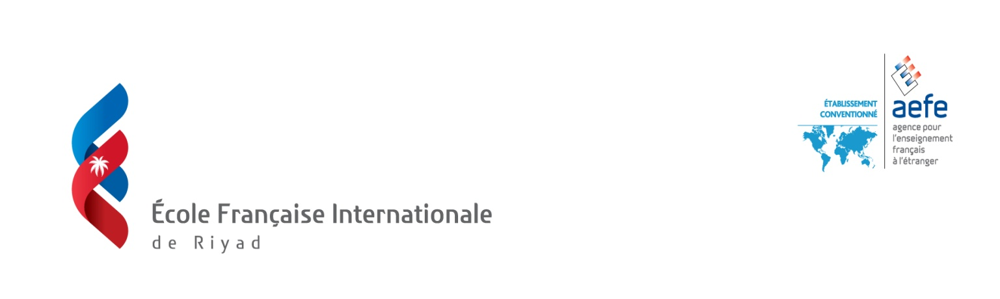 École Française Internationale
de Riyad
ÉTABLISSEMENT
CONVENTIONNÉ
aefe
agence pour
l'enseignement
français
à l'étranger